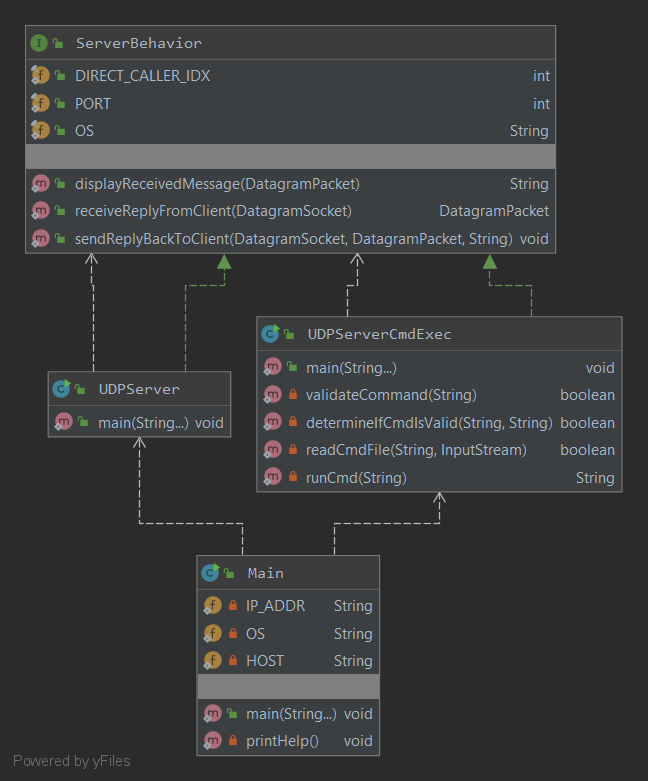 I ServerBehavior
f DIRECT_CALLER_IDX int
f PORT int
f OS String
m displayReceivedMessage(DatagramPacket) String
m receiveReplyFromClient(DatagramSocket) DatagramPacket
m sendReplyBackToClient(DatagramSocket, DatagramPacket, String) void
C UDPServerCmdExec
m main(String...) void
m validateCommand(String) boolean
m determineIfCmdIsValid(String, String) boolean
m readCmdFile(String, InputStream) boolean
m runCmd(String) String
C UDPServer
m main(String...) void
C Main
f IP_ADDR String
f OS String
f HOST String
m main(String...) void
m printHelp() void
Powered by yFiles